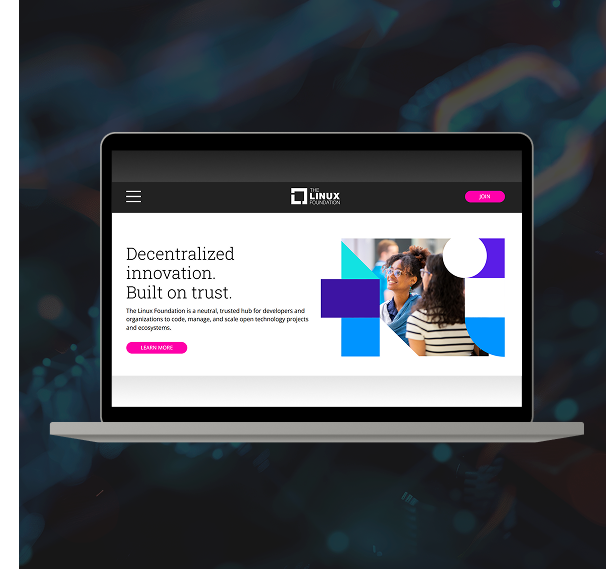 THE
LINUX
FOUNDATION
JOIN
Decentralized
innovation.
Built on trust.
The Linux Foundation is a neutral, trusted hub for developers and
organizations to code, manage, and scale open technology projects
and ecosystems.
LEARN MORE